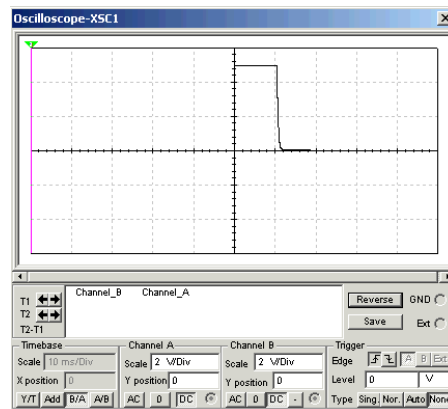 Oscilloscope-XSC1
Channel_B Channel_A
T1
T2
T2-T1
Reverse
Save
GND
Ext
Timebase
Scale 10 ms/Div
X position 0
Y/T Add B/A A/B
Channel A
Scale 2 V/Div
Y position 0
AC 0 DC
Channel B
Scale 2 V/Div
Y position 0
AC 0 DC -
Trigger
Edge A B Ext
Level 0 V
Type Sing. Nor. Auto None